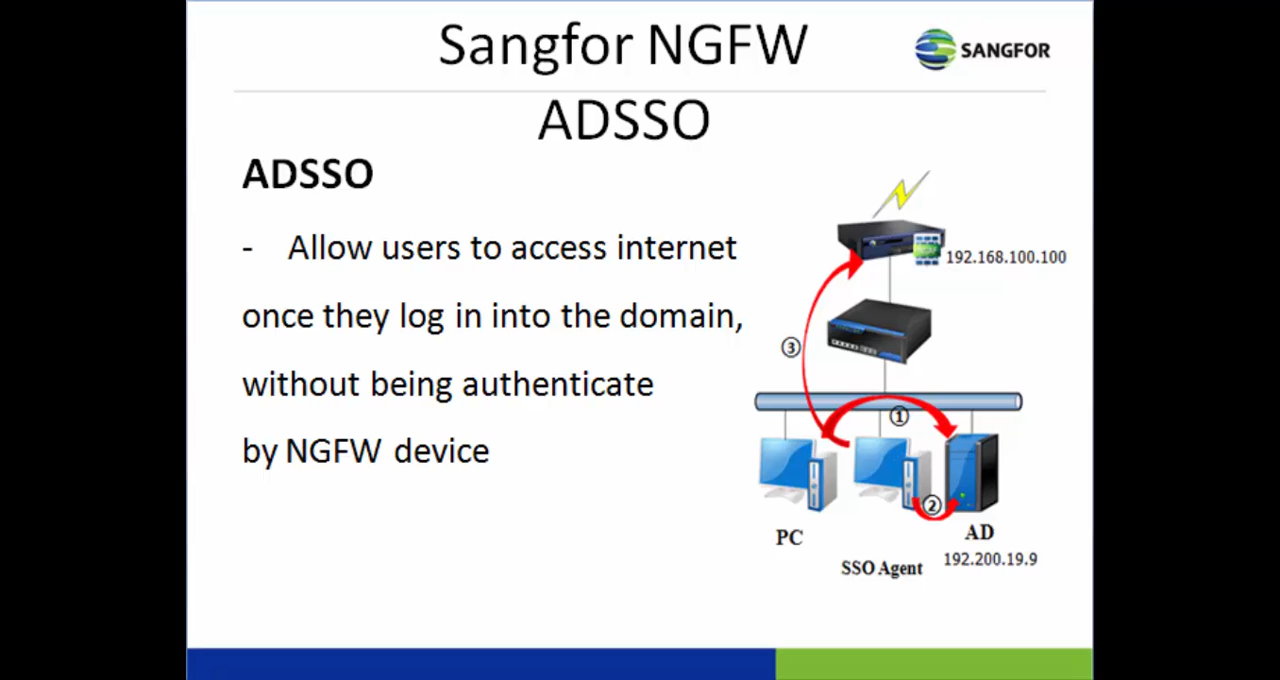 Sangfor NGFW
SANGFOR
ADSSO
ADSSO
- Allow users to access internet
once they log in into the domain,
without being authenticate
by NGFW device
192.168.100.100
③
①
②
PC
SSO Agent
AD
192.200.19.9